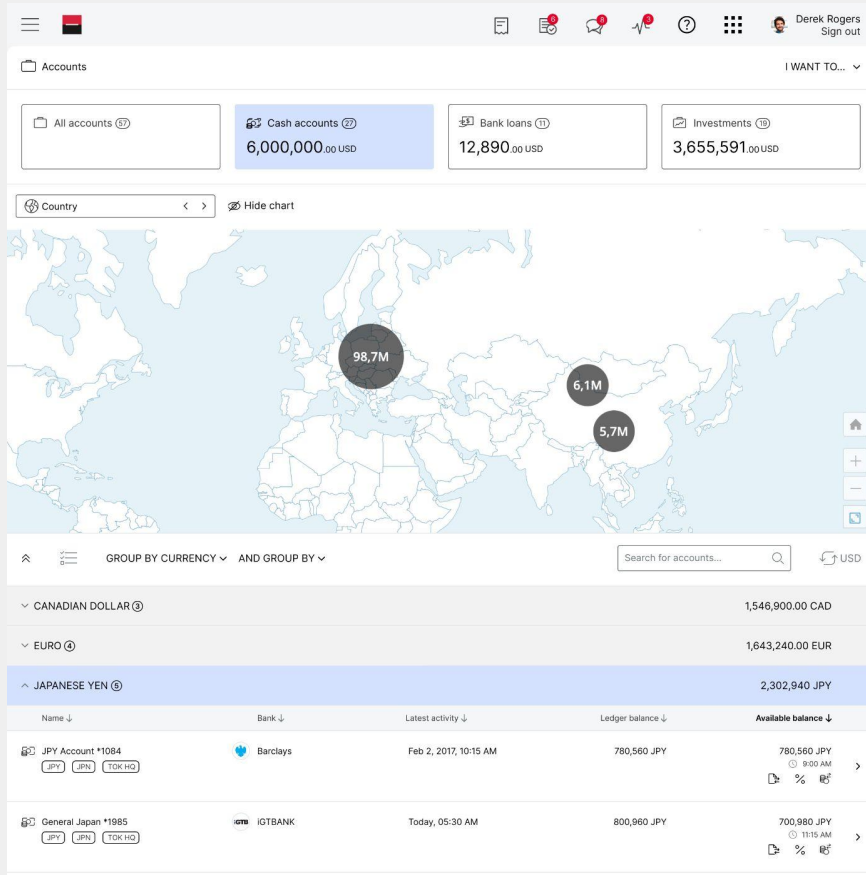 6
8
3
Derek Rogers
Sign out
Accounts
I WANT TO...
All accounts 57
Cash accounts 27
6,000,000.00 USD
Bank loans 11
12,890.00 USD
Investments 19
3,655,591.00 USD
Country
Hide chart
98,7M
6,1M
5,7M
GROUP BY CURRENCY
AND GROUP BY
Search for accounts...
USD
CANADIAN DOLLAR 3
1,546,900.00 CAD
EURO 4
1,643,240.00 EUR
JAPANESE YEN 5
2,302,940 JPY
Name
Bank
Latest activity
Ledger balance
Available balance
JPY Account *1084
Barclays
Feb 2, 2017, 10:15 AM
780,560 JPY
780,560 JPY
JPY
JPN
TOK HQ
9:00 AM
General Japan *1985
iGTB
iGTBANK
Today, 05:30 AM
800,960 JPY
700,980 JPY
JPY
JPN
TOK HQ
11:15 AM